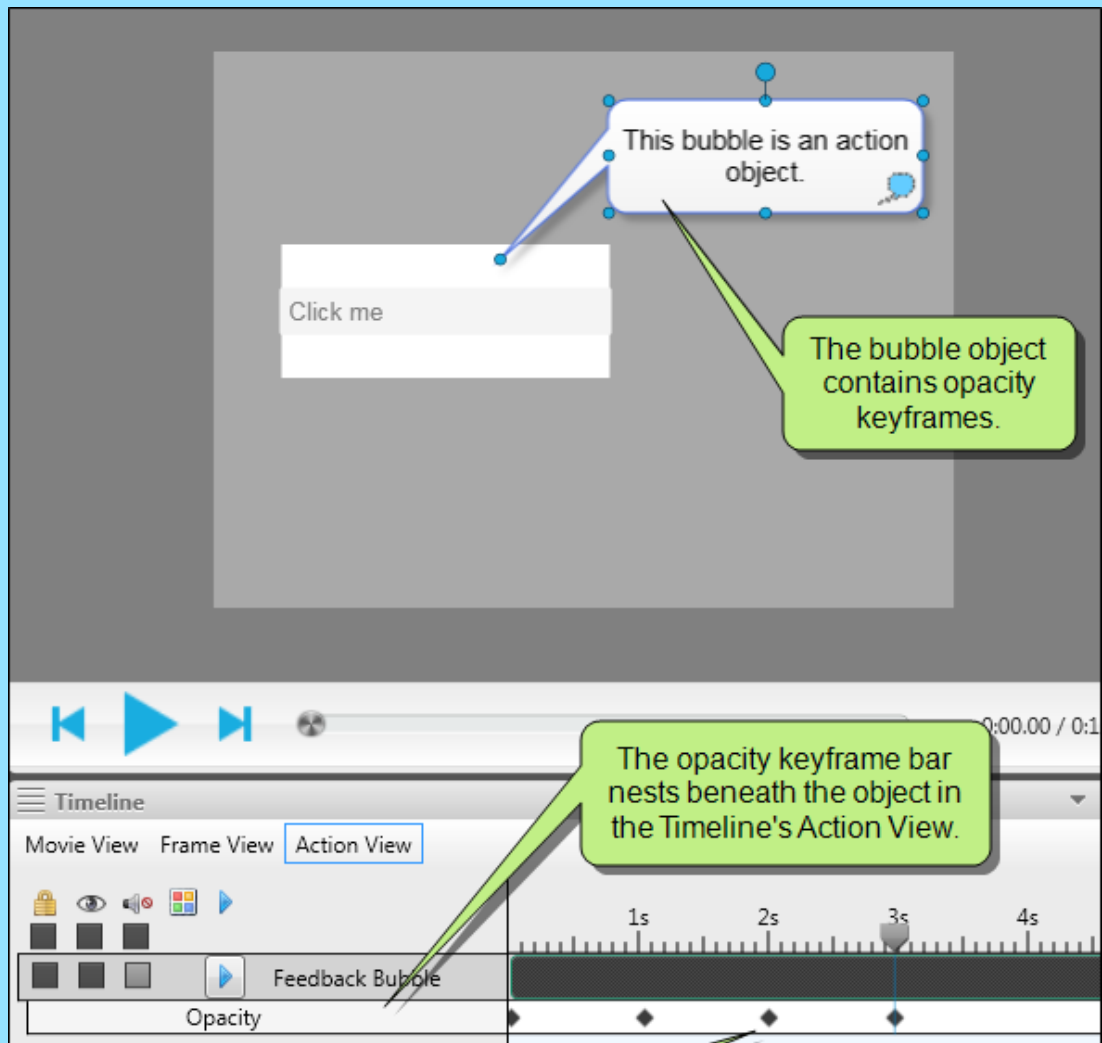 This bubble is an action
object.
Click me
The bubble object
contains opacity
keyframes.
0:00.00 / 0:1
The opacity keyframe bar
nests beneath the object in
the Timeline's Action View.
Timeline
Movie View Frame View Action View
1s 2s 3s 4s
Feedback Bubble
Opacity